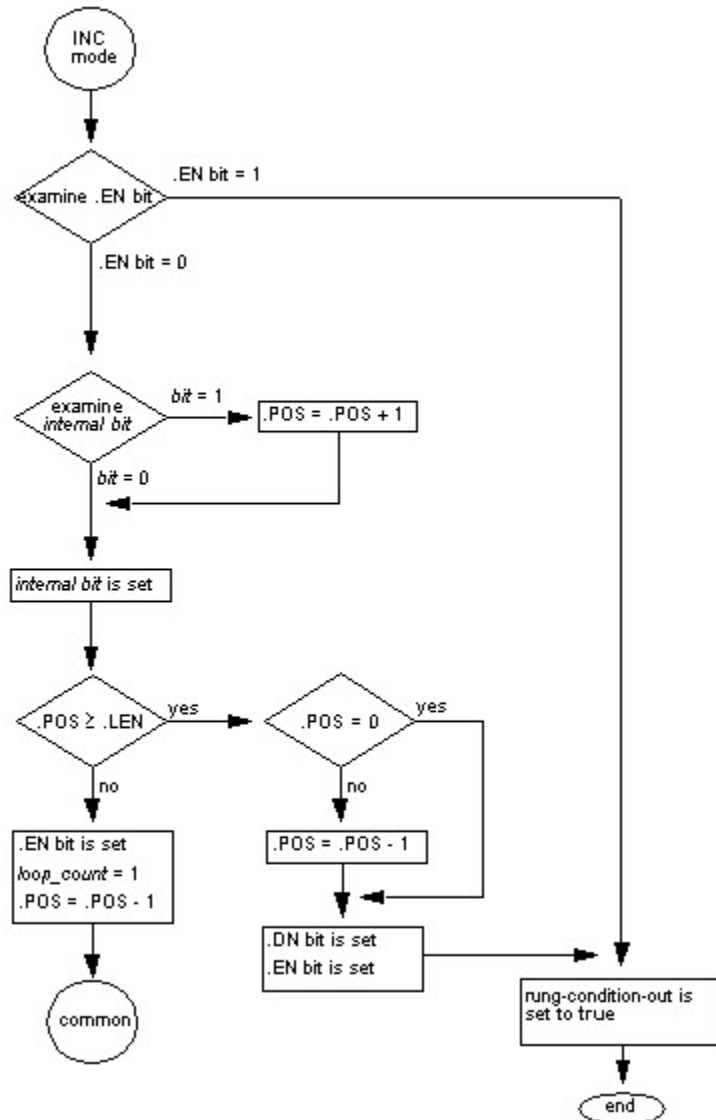 INC
mode
.EN bit = 1
examine .EN bit
.EN bit = 0
bit = 1
examine
internal bit
.POS = .POS + 1
bit = 0
internal bit is set
.POS ≥ .LEN
yes
.POS = 0
yes
no
no
.EN bit is set
loop_count = 1
.POS = .POS - 1
.POS = .POS - 1
.DN bit is set
.EN bit is set
common
rung-condition-out is
set to true
end